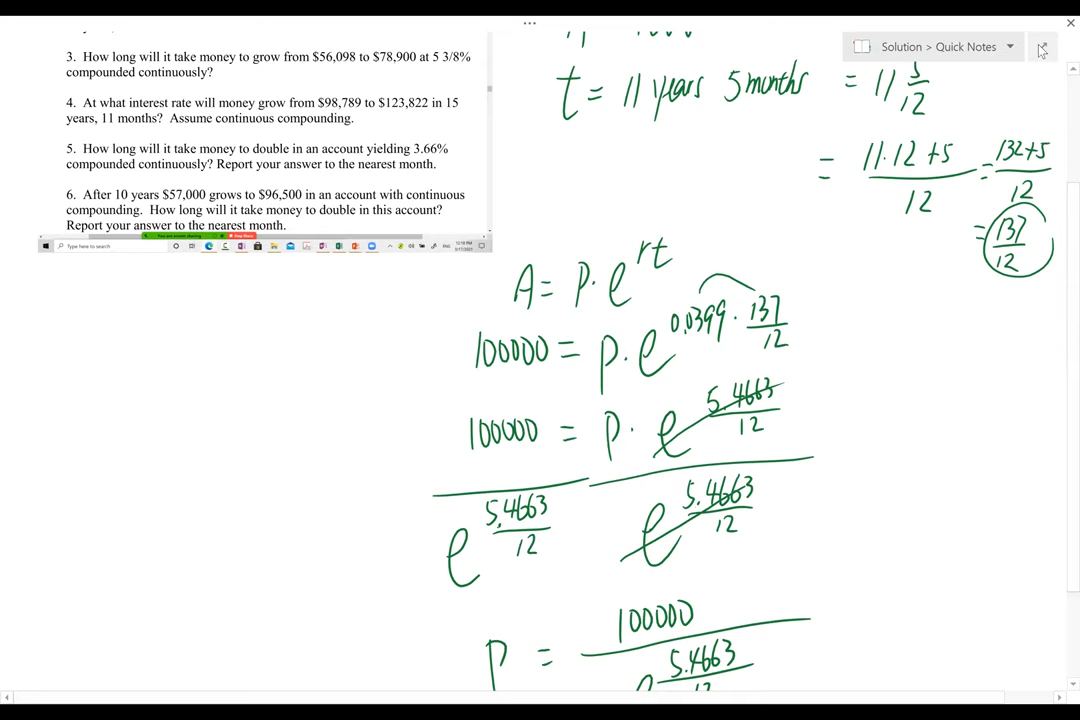 3. How long will it take money to grow from $56,098 to $78,900 at 5 3/8%
compounded continuously?
4. At what interest rate will money grow from $98,789 to $123,822 in 15
years, 11 months? Assume continuous compounding.
5. How long will it take money to double in an account yielding 3.66%
compounded continuously? Report your answer to the nearest month.
6. After 10 years $57,000 grows to $96,500 in an account with continuous
compounding. How long will it take money to double in this account?
Report your answer to the nearest month.
Type here to search
Solution > Quick Notes
t = 11 years 5 months = 11 5/12
= 11·12+5/12 = 132+5/12
= 137/12
A = P·e^rt
100000 = P·e^0.0399·137/12
100000 = P·e^5.4663/12
e^5.4663/12 e^5.4663/12
P = 100000
5.4663